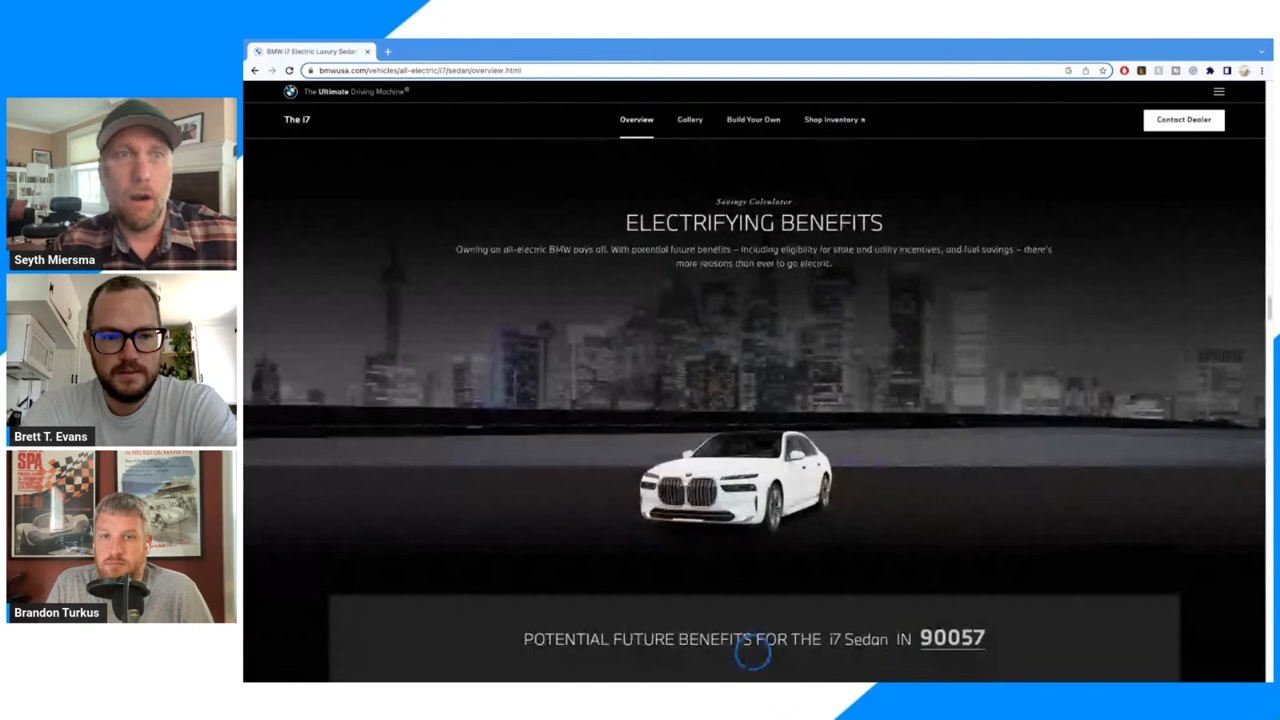 BMW i7 Electric Luxury Sedan
bmwusa.com/vehicles/all-electric/i7/sedan/overview.html
The Ultimate Driving Machine®
The i7
Overview
Gallery
Build Your Own
Shop Inventory
Contact Dealer
Savings Calculator
ELECTRIFYING BENEFITS
Owning an all-electric BMW pays off. With potential future benefits – including eligibility for state and utility incentives, and fuel savings – there's
more reasons than ever to go electric.
POTENTIAL FUTURE BENEFITS FOR THE i7 Sedan IN 90057
Seyth Miersma
Brett T. Evans
SPA
Brandon Turkus